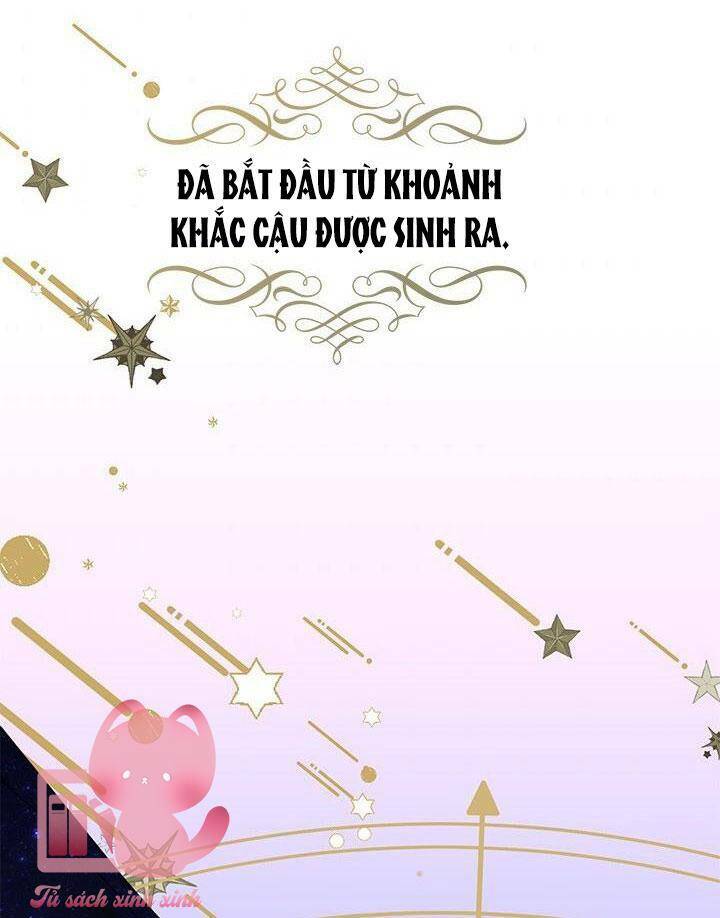 ĐÃ BẮT ĐẦU TỪ KHOẢNH
KHẮC CẬU ĐƯỢC SINH RA.
Tủ sách xinh xinh